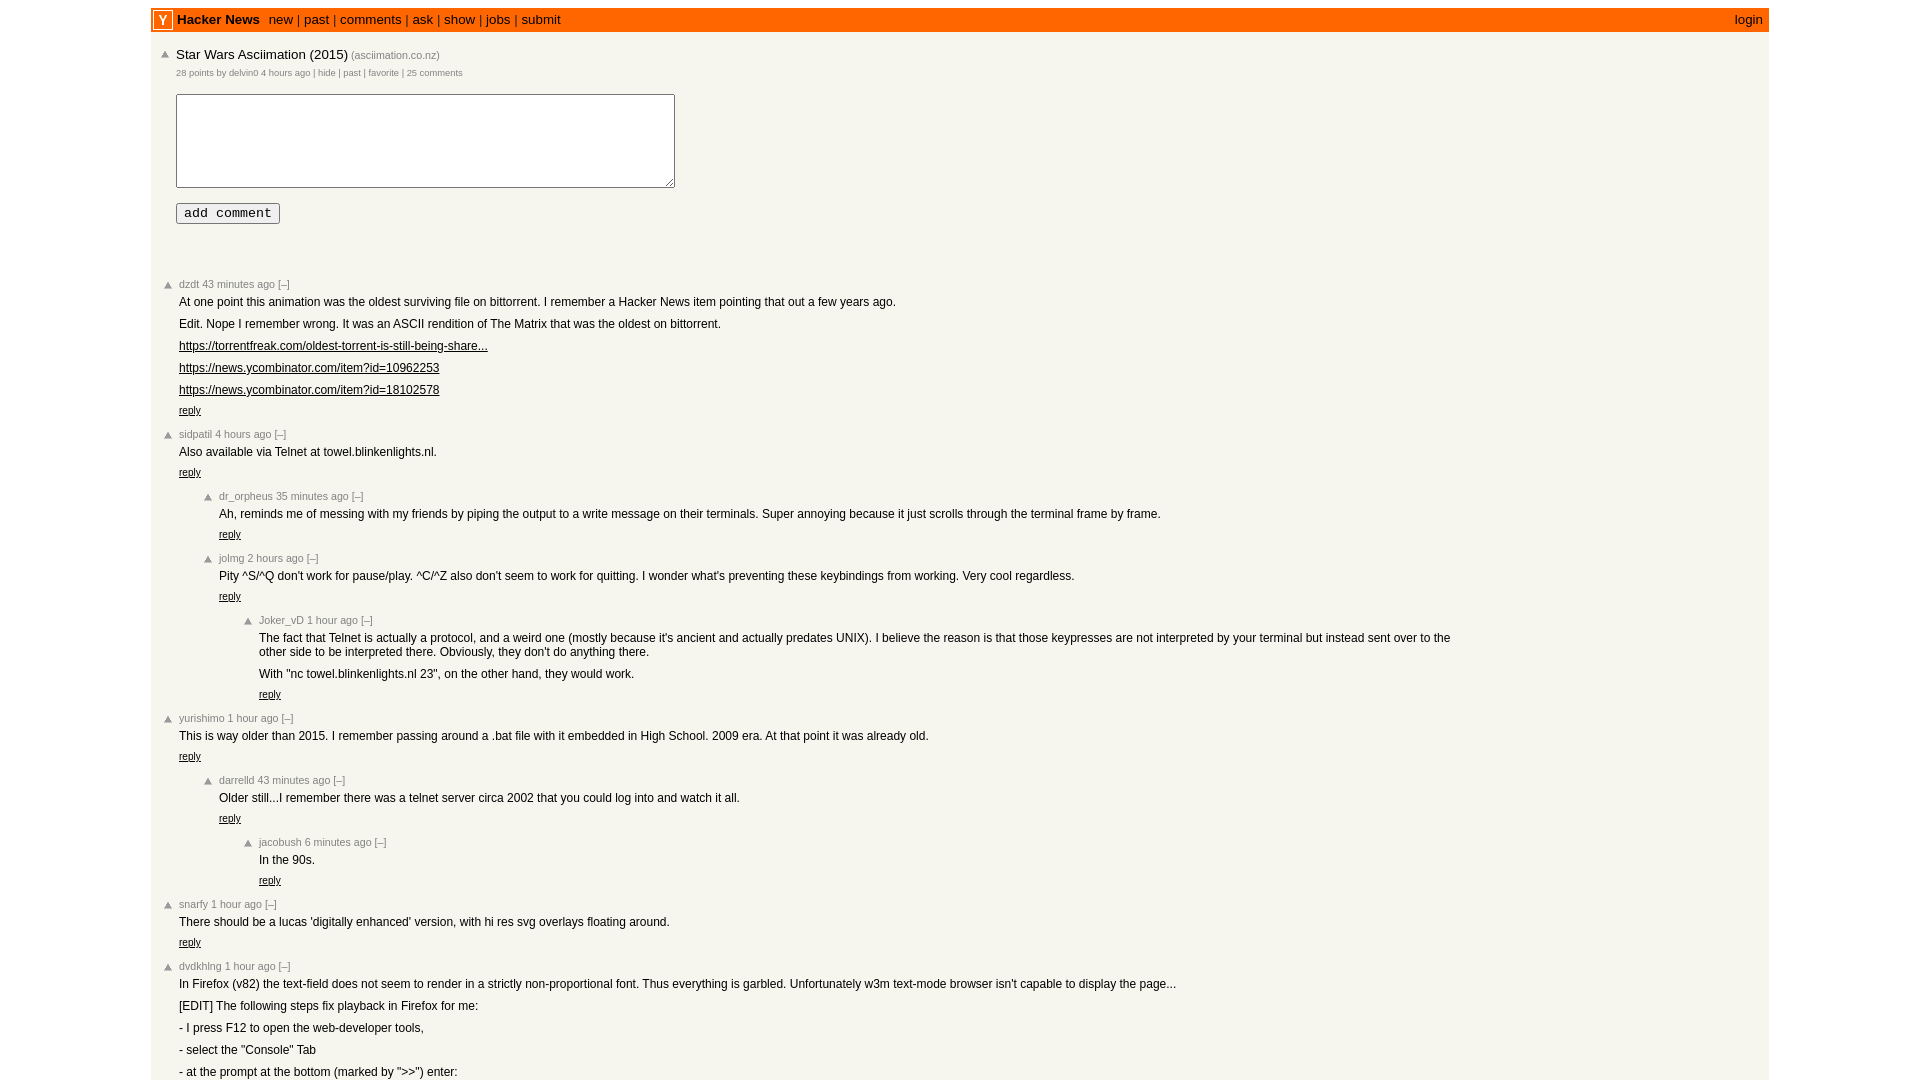 Y Hacker News new | past | comments | ask | show | jobs | submit login
Star Wars Asciimation (2015) (asciimation.co.nz)
28 points by delvin0 4 hours ago | hide | past | favorite | 25 comments
add comment
dzdt 43 minutes ago [–]
At one point this animation was the oldest surviving file on bittorrent. I remember a Hacker News item pointing that out a few years ago.
Edit. Nope I remember wrong. It was an ASCII rendition of The Matrix that was the oldest on bittorrent.
https://torrentfreak.com/oldest-torrent-is-still-being-share...
https://news.ycombinator.com/item?id=10962253
https://news.ycombinator.com/item?id=18102578
reply
sidpatil 4 hours ago [–]
Also available via Telnet at towel.blinkenlights.nl.
reply
dr_orpheus 35 minutes ago [–]
Ah, reminds me of messing with my friends by piping the output to a write message on their terminals. Super annoying because it just scrolls through the terminal frame by frame.
reply
jolmg 2 hours ago [–]
Pity ^S/^Q don't work for pause/play. ^C/^Z also don't seem to work for quitting. I wonder what's preventing these keybindings from working. Very cool regardless.
reply
Joker_vD 1 hour ago [–]
The fact that Telnet is actually a protocol, and a weird one (mostly because it's ancient and actually predates UNIX). I believe the reason is that those keypresses are not interpreted by your terminal but instead sent over to the
other side to be interpreted there. Obviously, they don't do anything there.
With "nc towel.blinkenlights.nl 23", on the other hand, they would work.
reply
yurishimo 1 hour ago [–]
This is way older than 2015. I remember passing around a .bat file with it embedded in High School. 2009 era. At that point it was already old.
reply
darrelld 43 minutes ago [–]
Older still...I remember there was a telnet server circa 2002 that you could log into and watch it all.
reply
jacobush 6 minutes ago [–]
In the 90s.
reply
snarfy 1 hour ago [–]
There should be a lucas 'digitally enhanced' version, with hi res svg overlays floating around.
reply
dvdkhlng 1 hour ago [–]
In Firefox (v82) the text-field does not seem to render in a strictly non-proportional font. Thus everything is garbled. Unfortunately w3m text-mode browser isn't capable to display the page...
[EDIT] The following steps fix playback in Firefox for me:
- I press F12 to open the web-developer tools,
- select the "Console" Tab
- at the prompt at the bottom (marked by ">>") enter: